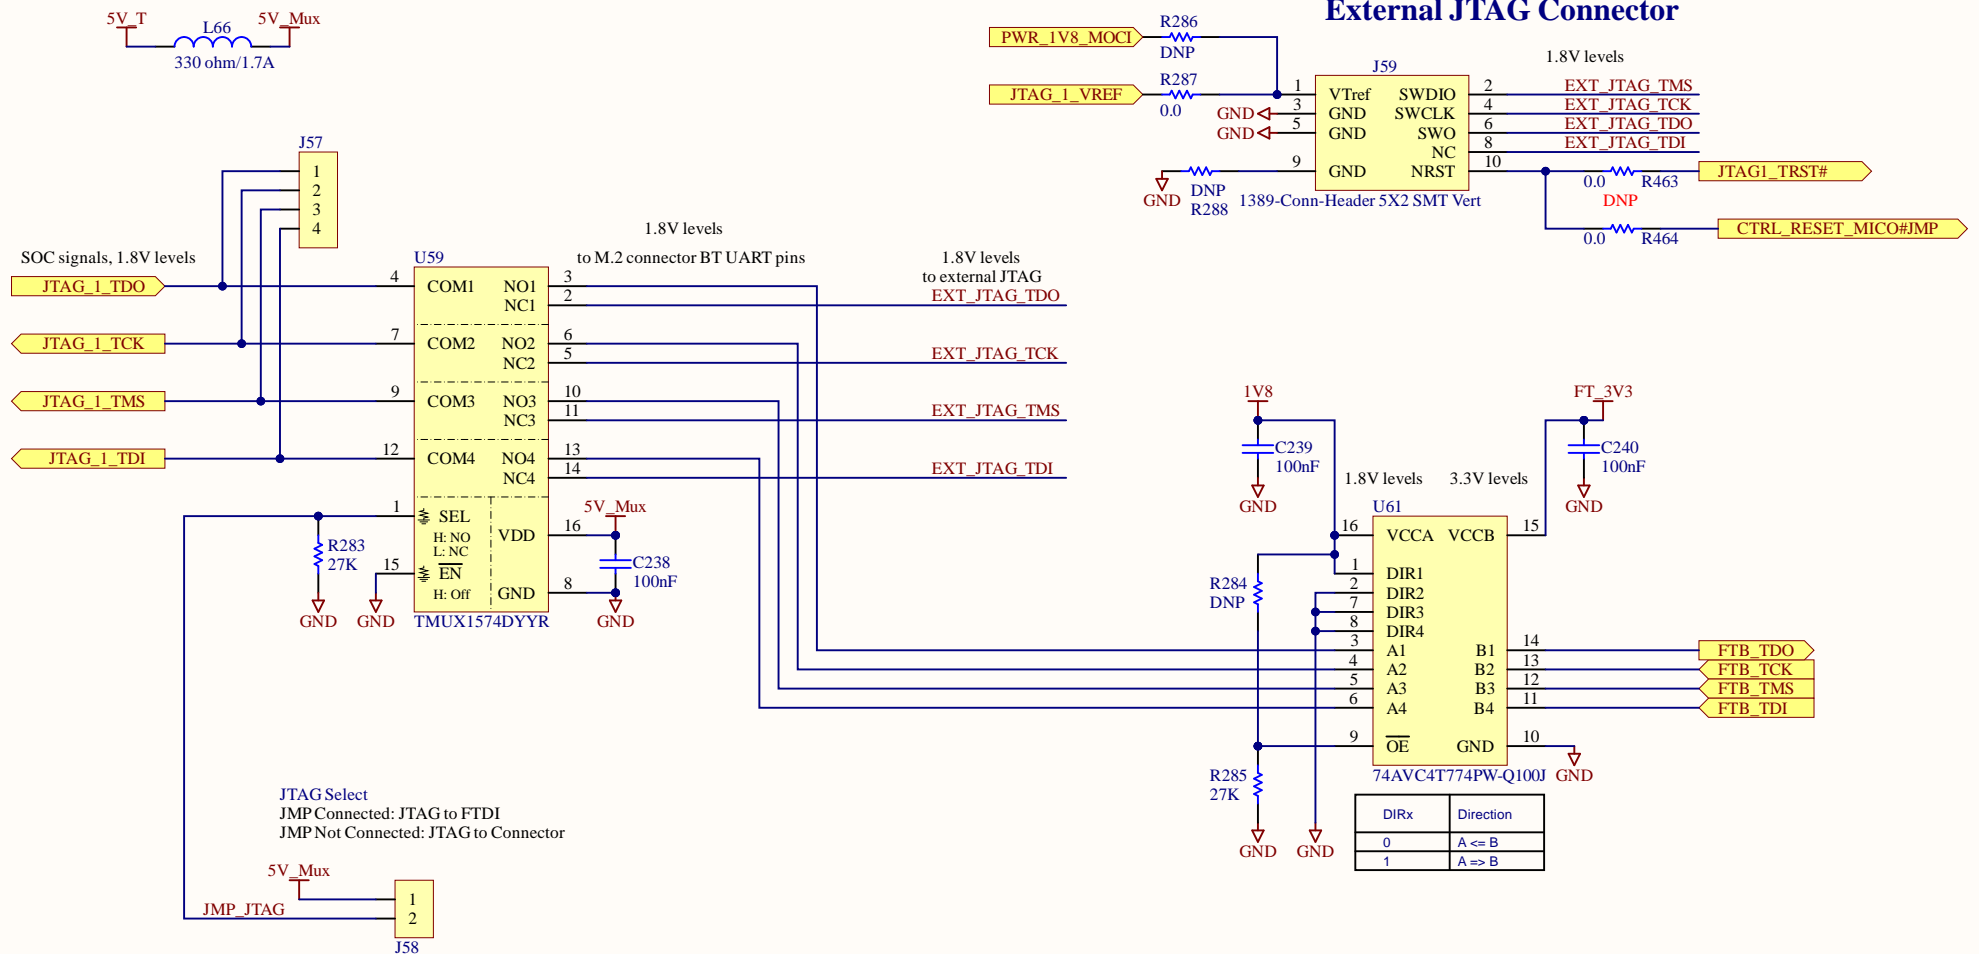 External JTAG Connector
5V_T
L66
5V_Mux
330 ohm/1.7A
PWR_1V8_MOCI
R286
DNP
JTAG_1_VREF
R287
0.0
J59
1.8V levels
1 VTref SWDIO 2 EXT_JTAG_TMS
GND 3 GND SWCLK 4 EXT_JTAG_TCK
GND 5 GND SWO 6 EXT_JTAG_TDO
NC 8 EXT_JTAG_TDI
9 GND NRST 10
GND
DNP
R288
1389-Conn-Header 5X2 SMT Vert
0.0 R463
DNP
JTAG1_TRST#
0.0 R464
CTRL_RESET_MICO#JMP
J57
1
2
3
4
SOC signals, 1.8V levels
JTAG_1_TDO
JTAG_1_TCK
JTAG_1_TMS
JTAG_1_TDI
U59
1.8V levels
to M.2 connector BT UART pins
1.8V levels
to external JTAG
4 COM1 NO1 3
NC1 2 EXT_JTAG_TDO
7 COM2 NO2 6
NC2 5 EXT_JTAG_TCK
9 COM3 NO3 10
NC3 11 EXT_JTAG_TMS
12 COM4 NO4 13
NC4 14 EXT_JTAG_TDI
1 SEL
H: NO
L: NC
VDD 16
15 EN
H: Off
GND 8
TMUX1574DYYR
R283
27K
GND
GND
5V_Mux
C238
100nF
GND
1V8
C239
100nF
GND
FT_3V3
C240
100nF
GND
1.8V levels
3.3V levels
U61
16 VCCA VCCB 15
1 DIR1
2 DIR2
7 DIR3
8 DIR4
3 A1 B1 14 FTB_TDO
4 A2 B2 13 FTB_TCK
5 A3 B3 12 FTB_TMS
6 A4 B4 11 FTB_TDI
9 OE GND 10
GND
74AVC4T774PW-Q100J
R284
DNP
R285
27K
GND
GND
DIRx Direction
0 A <= B
1 A => B
JTAG Select
JMP Connected: JTAG to FTDI
JMP Not Connected: JTAG to Connector
5V_Mux
JMP_JTAG
1
2
J58